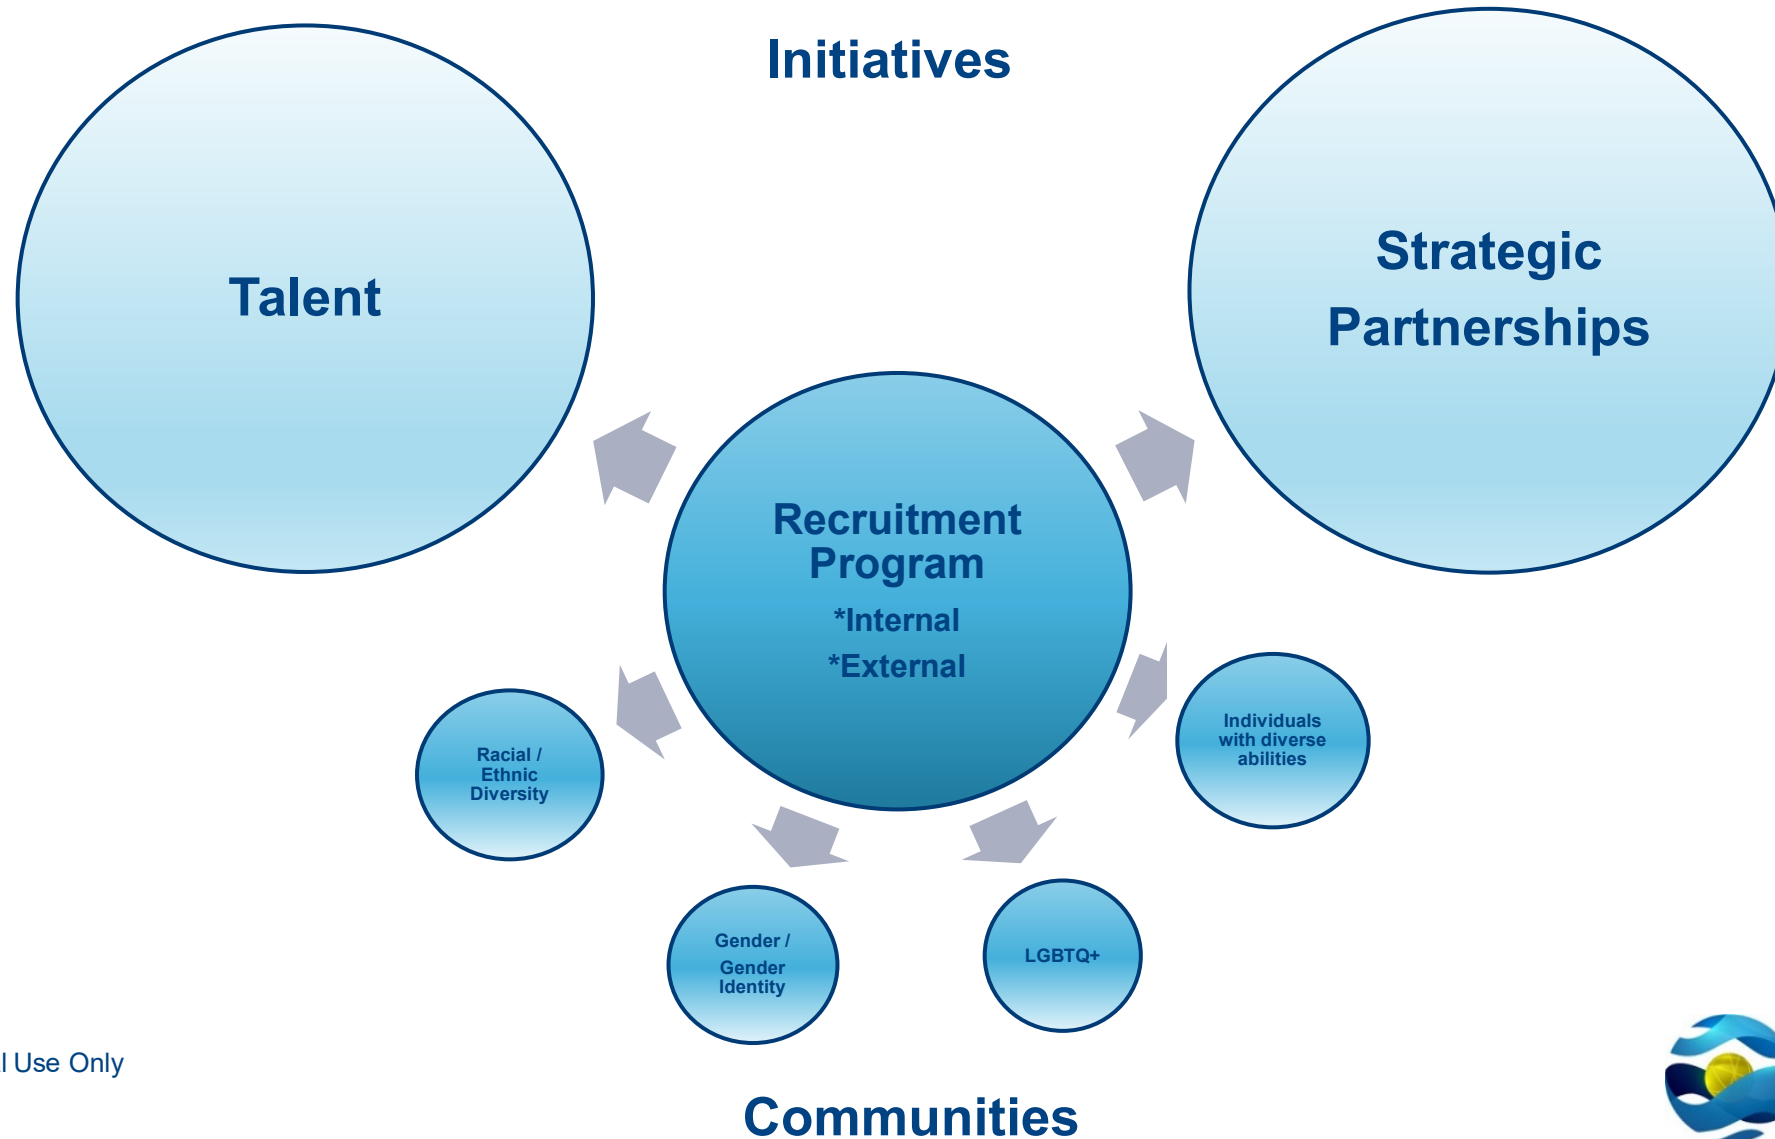 Initiatives
Talent
Strategic
Partnerships
Recruitment
Program
*Internal
*External
Racial /
Ethnic
Diversity
Gender /
Gender
Identity
LGBTQ+
Individuals
with diverse
abilities
l Use Only
Communities